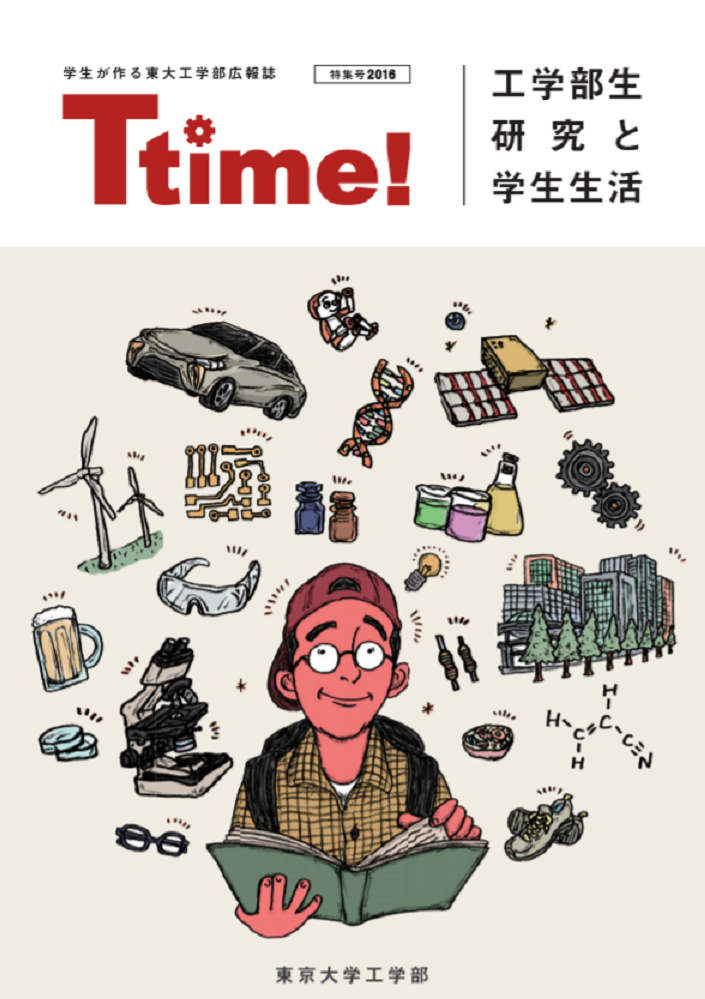 学生が作る東大工学部広報誌
特集号2016
Ttime!
工学部生
研究と
学生生活
H
H C C C≡N
H
東京大学工学部